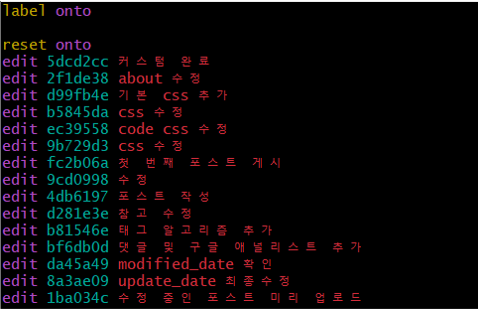 label onto
reset onto
edit 5dcd2cc 커스텀 완료
edit 2f1de38 about 수정
edit d99fb4e 기본 css 추가
edit b5845da css 수정
edit ec39558 code css 수정
edit 9b729d3 css 수정
edit fc2b06a 첫 번째 포스트 게시
edit 9cd0998 수정
edit 4db6197 포스트 작성
edit d281e3e 참고 수정
edit b81546e 태그 알고리즘 추가
edit bf6db0d 댓글 및 구글 애널리스트 추가
edit da45a49 modified_date 확인
edit 8a3ae09 update_date 최종수정
edit 1ba034c 수정 중인 포스트 미리 업로드